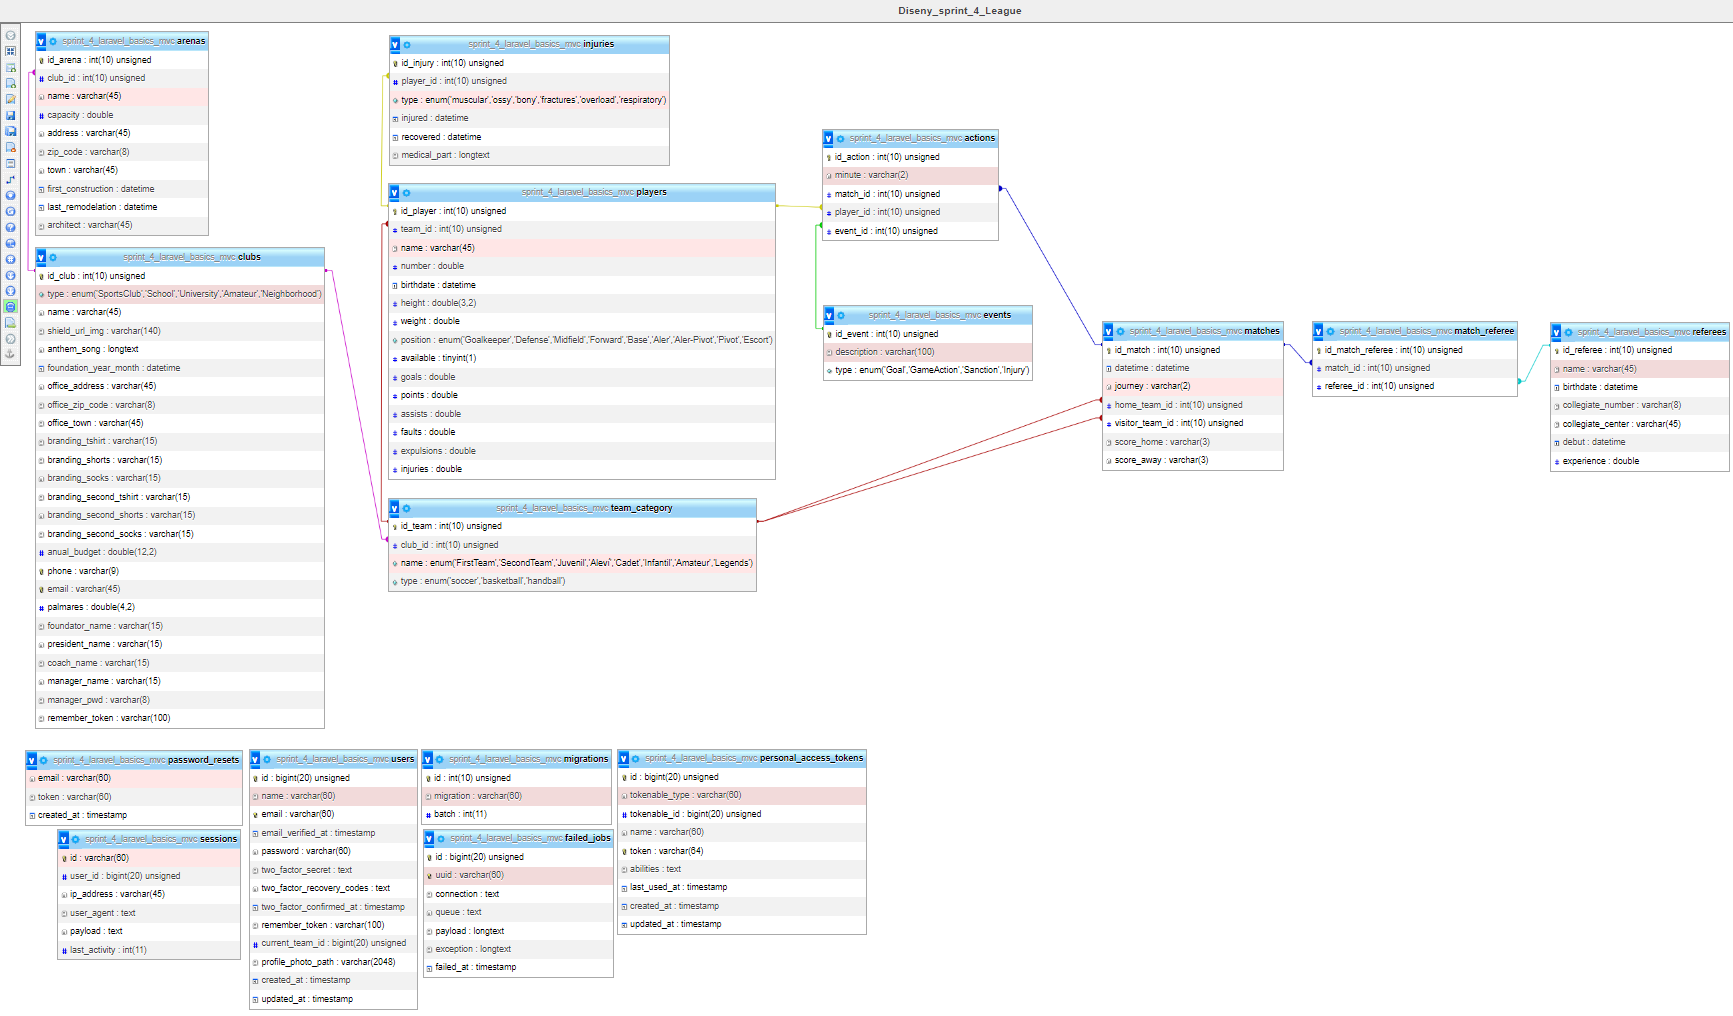 Diseny_sprint_4_League
sprint_4_laravel_basics_mvc arenas
id_arena : int(10) unsigned
club_id : int(10) unsigned
name : varchar(45)
capacity : double
address : varchar(45)
zip_code : varchar(8)
town : varchar(45)
first_construction : datetime
last_remodelation : datetime
architect : varchar(45)
sprint_4_laravel_basics_mvc clubs
id_club : int(10) unsigned
type : enum('SportsClub','School','University','Amateur','Neighborhood')
name : varchar(45)
shield_url_img : varchar(140)
anthem_song : longtext
foundation_year_month : datetime
office_address : varchar(45)
office_zip_code : varchar(8)
office_town : varchar(45)
branding_tshirt : varchar(15)
branding_shorts : varchar(15)
branding_socks : varchar(15)
branding_second_tshirt : varchar(15)
branding_second_shorts : varchar(15)
branding_second_socks : varchar(15)
anual_budget : double(12,2)
phone : varchar(9)
email : varchar(45)
palmares : double(4,2)
foundator_name : varchar(15)
president_name : varchar(15)
coach_name : varchar(15)
manager_name : varchar(15)
manager_pwd : varchar(8)
remember_token : varchar(100)
sprint_4_laravel_basics_mvc injuries
id_injury : int(10) unsigned
player_id : int(10) unsigned
type : enum('muscular','ossy','bony','fractures','overload','respiratory')
injured : datetime
recovered : datetime
medical_part : longtext
sprint_4_laravel_basics_mvc players
id_player : int(10) unsigned
team_id : int(10) unsigned
name : varchar(45)
number : double
birthdate : datetime
height : double(3,2)
weight : double
position : enum('Goalkeeper','Defense','Midfield','Forward','Base','Aler','Aler-Pivot','Pivot','Escort')
available : tinyint(1)
goals : double
points : double
assists : double
faults : double
expulsions : double
injuries : double
sprint_4_laravel_basics_mvc team_category
id_team : int(10) unsigned
club_id : int(10) unsigned
name : enum('FirstTeam','SecondTeam','Juvenil','Aleví','Cadet','Infantil','Amateur','Legends')
type : enum('soccer','basketball','handball')
sprint_4_laravel_basics_mvc actions
id_action : int(10) unsigned
minute : varchar(2)
match_id : int(10) unsigned
player_id : int(10) unsigned
event_id : int(10) unsigned
sprint_4_laravel_basics_mvc events
id_event : int(10) unsigned
description : varchar(100)
type : enum('Goal','GameAction','Sanction','Injury')
sprint_4_laravel_basics_mvc matches
id_match : int(10) unsigned
datetime : datetime
journey : varchar(2)
home_team_id : int(10) unsigned
visitor_team_id : int(10) unsigned
score_home : varchar(3)
score_away : varchar(3)
sprint_4_laravel_basics_mvc match_referee
id_match_referee : int(10) unsigned
match_id : int(10) unsigned
referee_id : int(10) unsigned
sprint_4_laravel_basics_mvc referees
id_referee : int(10) unsigned
name : varchar(45)
birthdate : datetime
collegiate_number : varchar(8)
collegiate_center : varchar(45)
debut : datetime
experience : double
sprint_4_laravel_basics_mvc password_resets
email : varchar(60)
token : varchar(60)
created_at : timestamp
sprint_4_laravel_basics_mvc sessions
id : varchar(60)
user_id : bigint(20) unsigned
ip_address : varchar(45)
user_agent : text
payload : text
last_activity : int(11)
sprint_4_laravel_basics_mvc users
id : bigint(20) unsigned
name : varchar(60)
email : varchar(60)
email_verified_at : timestamp
password : varchar(60)
two_factor_secret : text
two_factor_recovery_codes : text
two_factor_confirmed_at : timestamp
remember_token : varchar(100)
current_team_id : bigint(20) unsigned
profile_photo_path : varchar(2048)
created_at : timestamp
updated_at : timestamp
sprint_4_laravel_basics_mvc migrations
id : int(10) unsigned
migration : varchar(60)
batch : int(11)
sprint_4_laravel_basics_mvc failed_jobs
id : bigint(20) unsigned
uuid : varchar(60)
connection : text
queue : text
payload : longtext
exception : longtext
failed_at : timestamp
sprint_4_laravel_basics_mvc personal_access_tokens
id : bigint(20) unsigned
tokenable_type : varchar(60)
tokenable_id : bigint(20) unsigned
name : varchar(60)
token : varchar(64)
abilities : text
last_used_at : timestamp
created_at : timestamp
updated_at : timestamp